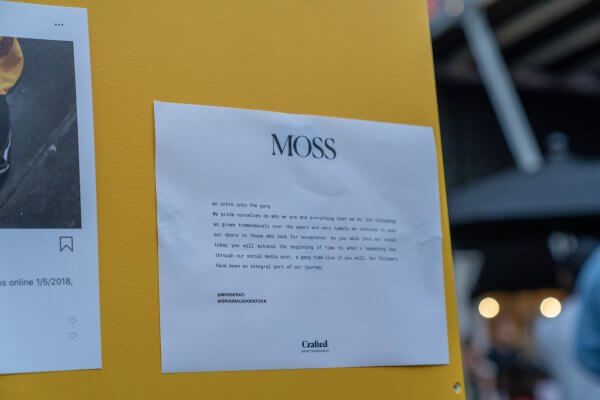 os online 1/5/2018,
MOSS
An intro into the gang
We pride ourselves on who we are and everything that we do. Our following
as grown tremendously over the years and very humbly we continue to open
our doors to those who look for acceptance. As you walk into our visual
today you will witness the beginning of time to what's happening now
through our social media post, a gang time line if you will. Our followers
have been an integral part of our journey.
@MOSSERATI
@ORIGINALGOODSTOCK
Crafted